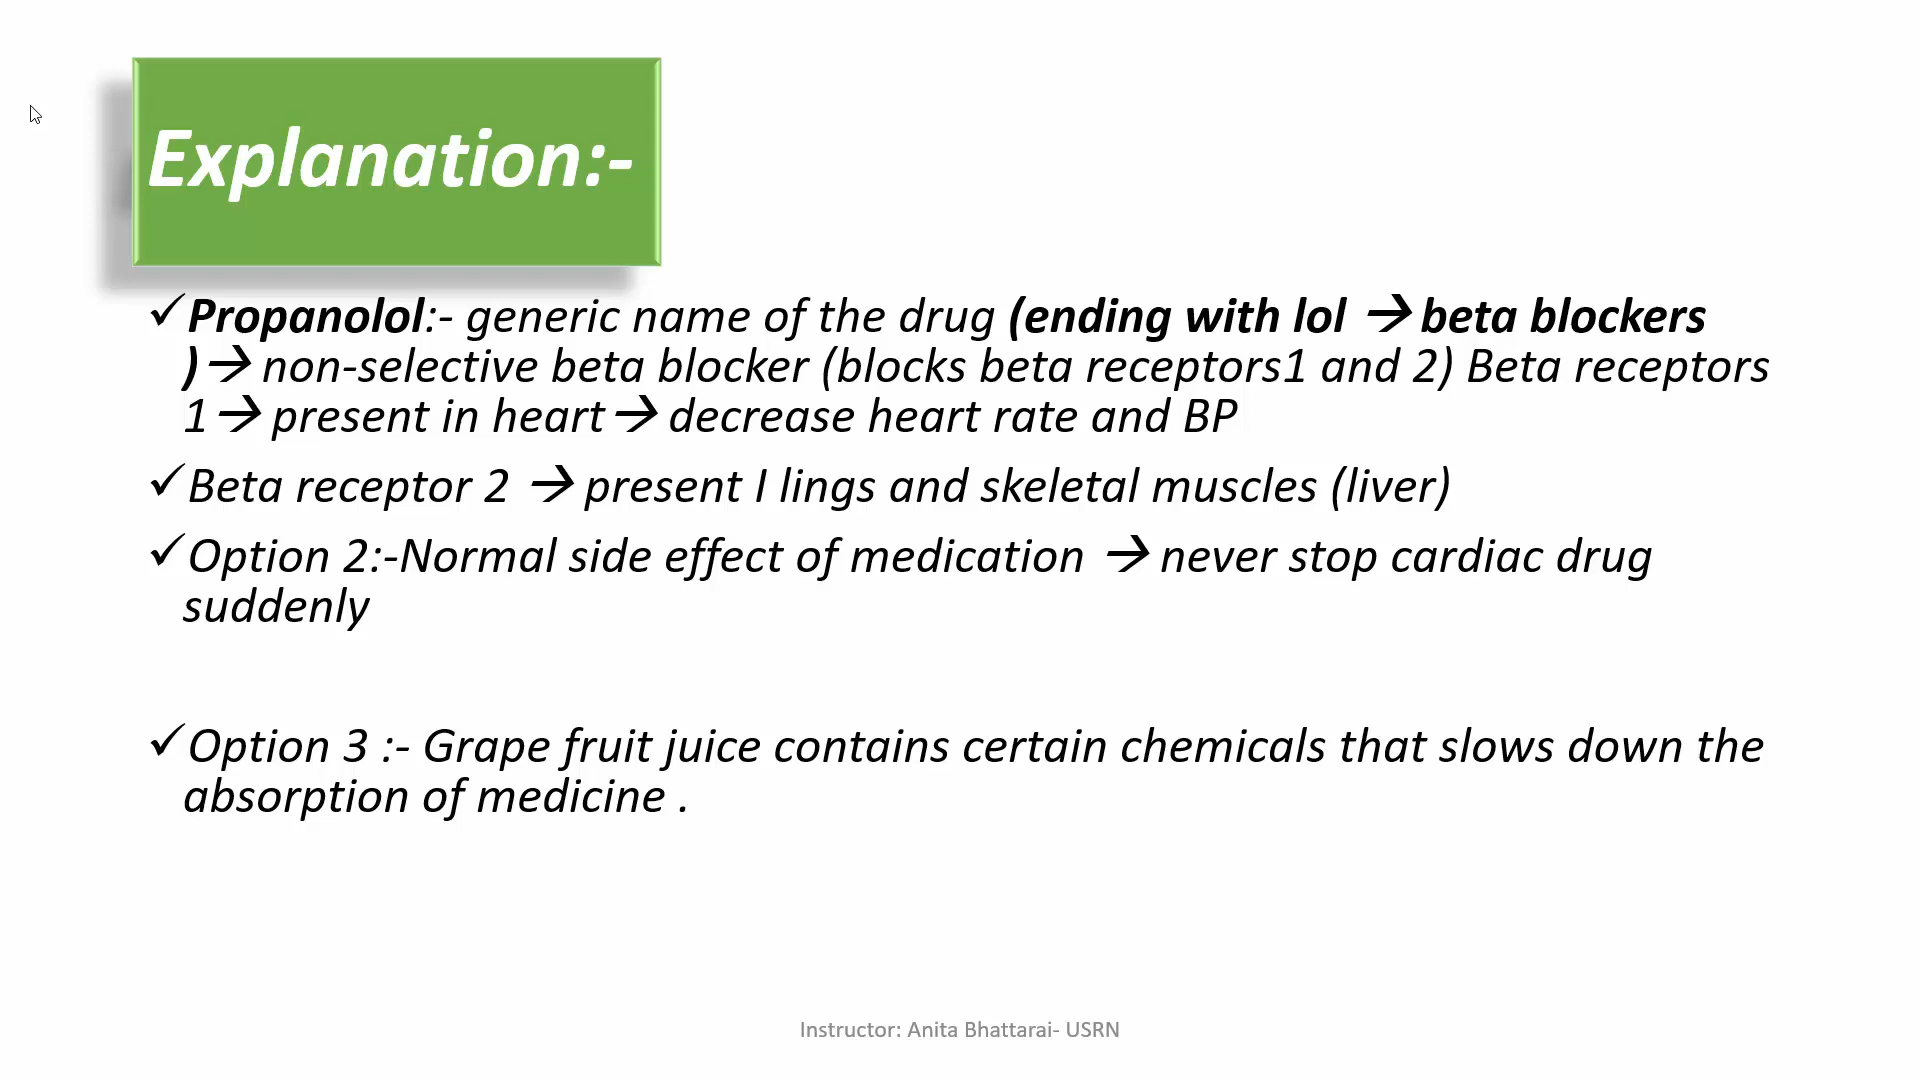 Explanation:-
✓Propanolol:- generic name of the drug (ending with lol → beta blockers
)→ non-selective beta blocker (blocks beta receptors1 and 2) Beta receptors
1→ present in heart→ decrease heart rate and BP
✓Beta receptor 2 → present I lings and skeletal muscles (liver)
✓Option 2:-Normal side effect of medication → never stop cardiac drug
suddenly
✓Option 3 :- Grape fruit juice contains certain chemicals that slows down the
absorption of medicine .
Instructor: Anita Bhattarai- USRN